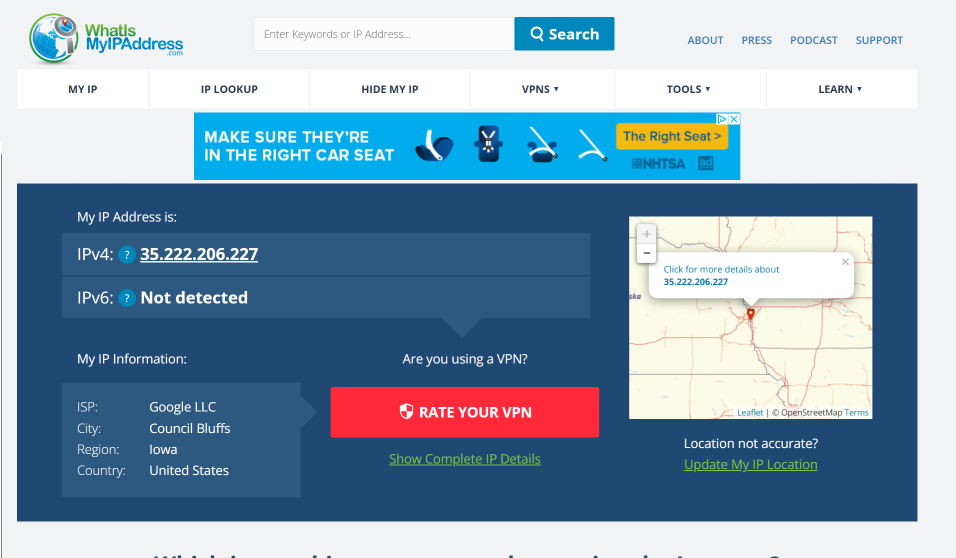 WhatIs
MyIPAddress
.com
Enter Keywords or IP Address...
Search
ABOUT
PRESS
PODCAST
SUPPORT
MY IP
IP LOOKUP
HIDE MY IP
VPNS
TOOLS
LEARN
MAKE SURE THEY'RE
IN THE RIGHT CAR SEAT
The Right Seat >
NHTSA
ad
My IP Address is:
IPv4: ? 35.222.206.227
IPv6: ? Not detected
My IP Information:
ISP: Google LLC
City: Council Bluffs
Region: Iowa
Country: United States
Are you using a VPN?
RATE YOUR VPN
Show Complete IP Details
+
−
Click for more details about
35.222.206.227
×
ska
Leaflet | © OpenStreetMap Terms
Location not accurate?
Update My IP Location